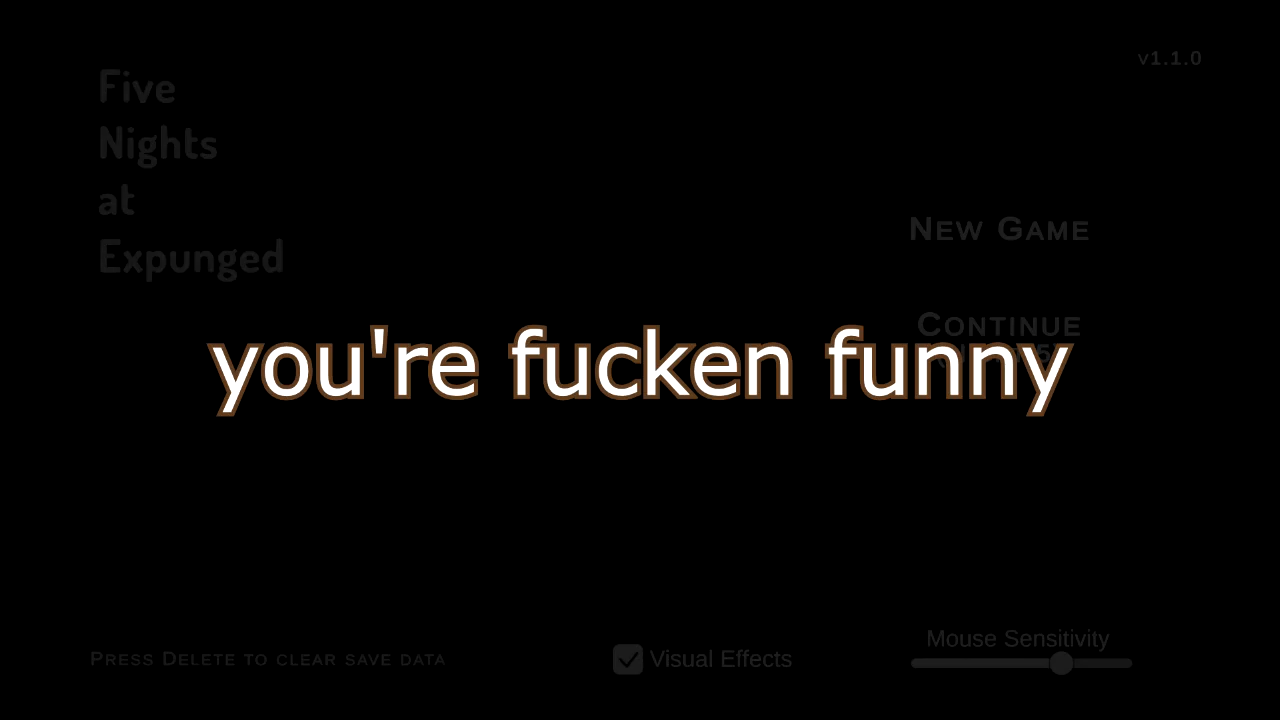 Five
Nights
at
Expunged
v1.1.0
New Game
Continue
you're fucken funny
Press Delete to clear save data
Visual Effects
Mouse Sensitivity